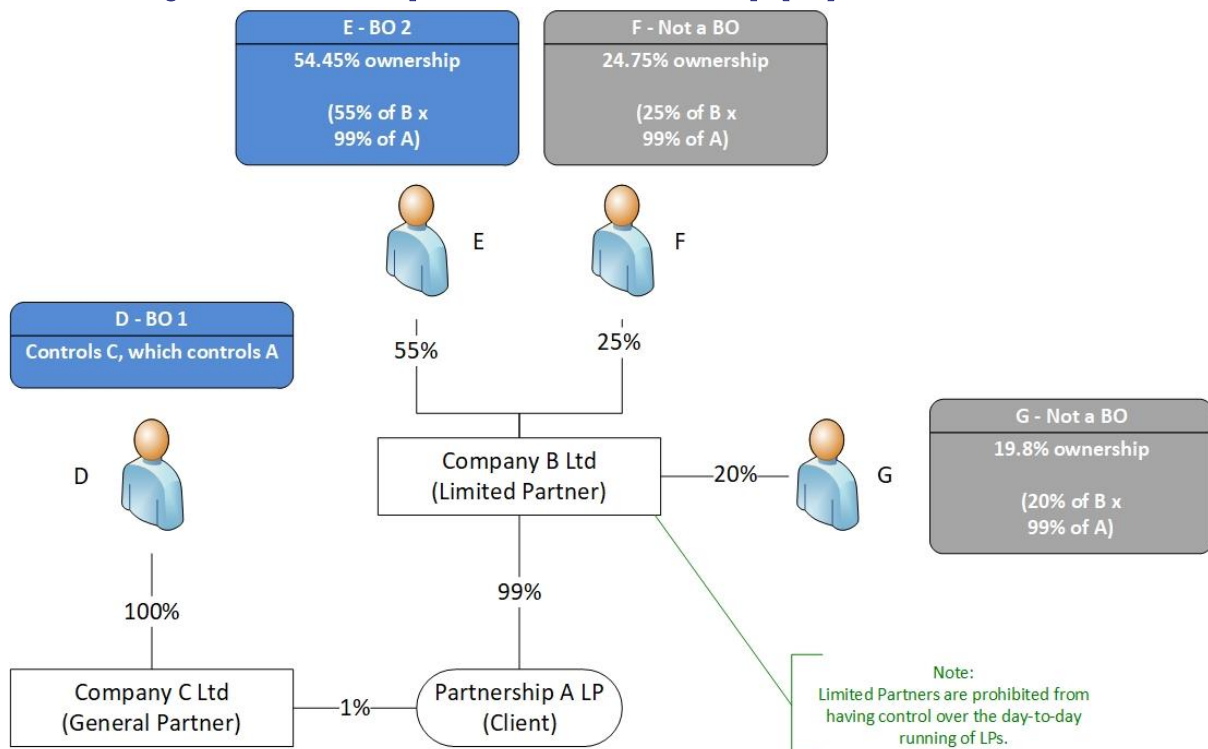 E - BO 2
54.45% ownership
(55% of B x
99% of A)
F - Not a BO
24.75% ownership
(25% of B x
99% of A)
E
F
D - BO 1
Controls C, which controls A
55%
25%
D
Company B Ltd
(Limited Partner)
20%
G
G - Not a BO
19.8% ownership
(20% of B x
99% of A)
100%
99%
Company C Ltd
(General Partner)
1%
Partnership A LP
(Client)
Note:
Limited Partners are prohibited from
having control over the day-to-day
running of LPs.